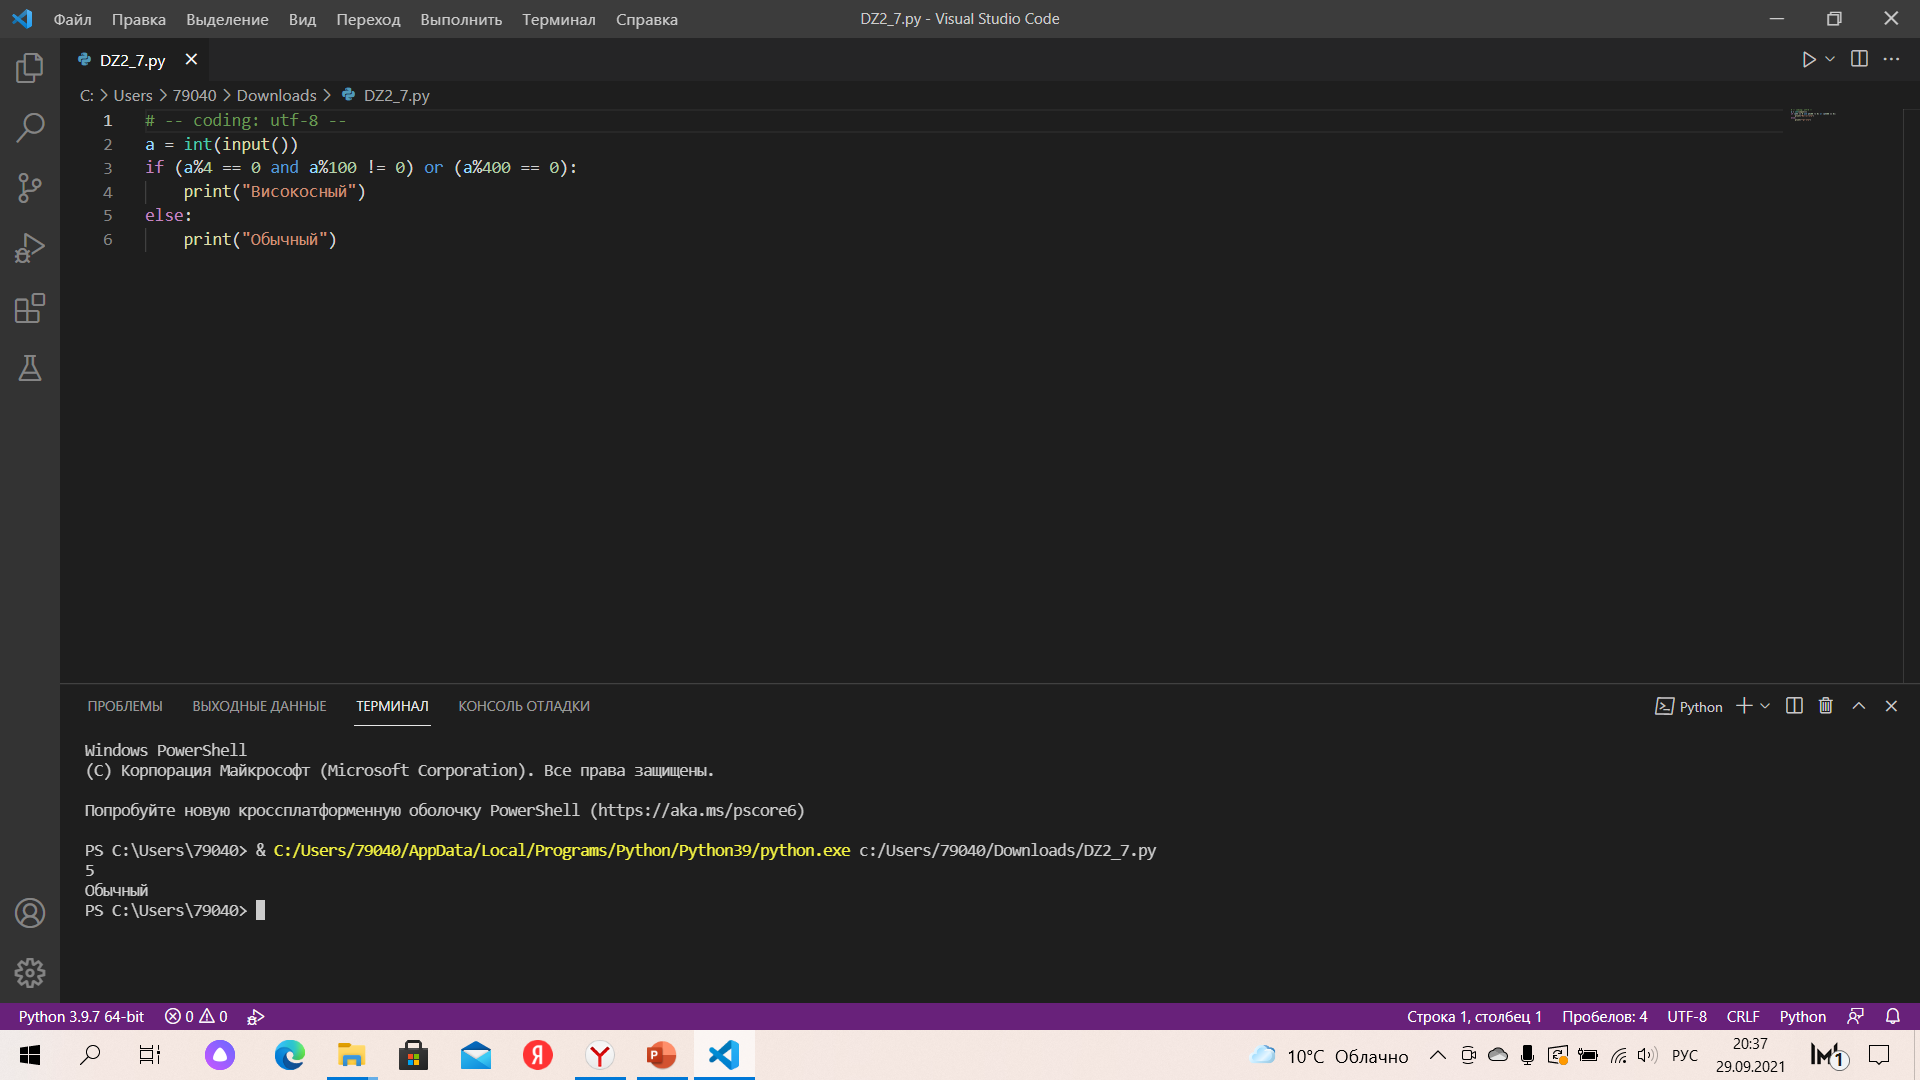 Файл Правка Выделение Вид Переход Выполнить Терминал Справка DZ2_7.py - Visual Studio Code
DZ2_7.py
C: Users 79040 Downloads DZ2_7.py
1 # -- coding: utf-8 --
2 a = int(input())
3 if (a%4 == 0 and a%100 != 0) or (a%400 == 0):
4 print("Високосный")
5 else:
6 print("Обычный")
ПРОБЛЕМЫ ВЫХОДНЫЕ ДАННЫЕ ТЕРМИНАЛ КОНСОЛЬ ОТЛАДКИ Python
Windows PowerShell
(C) Корпорация Майкрософт (Microsoft Corporation). Все права защищены.
Попробуйте новую кроссплатформенную оболочку PowerShell (https://aka.ms/pscore6)
PS C:\Users\79040> & C:/Users/79040/AppData/Local/Programs/Python/Python39/python.exe c:/Users/79040/Downloads/DZ2_7.py
5
Обычный
PS C:\Users\79040>
Python 3.9.7 64-bit 0 0 Строка 1, столбец 1 Пробелов: 4 UTF-8 CRLF Python
10°C Облачно РУС 20:37
29.09.2021
1